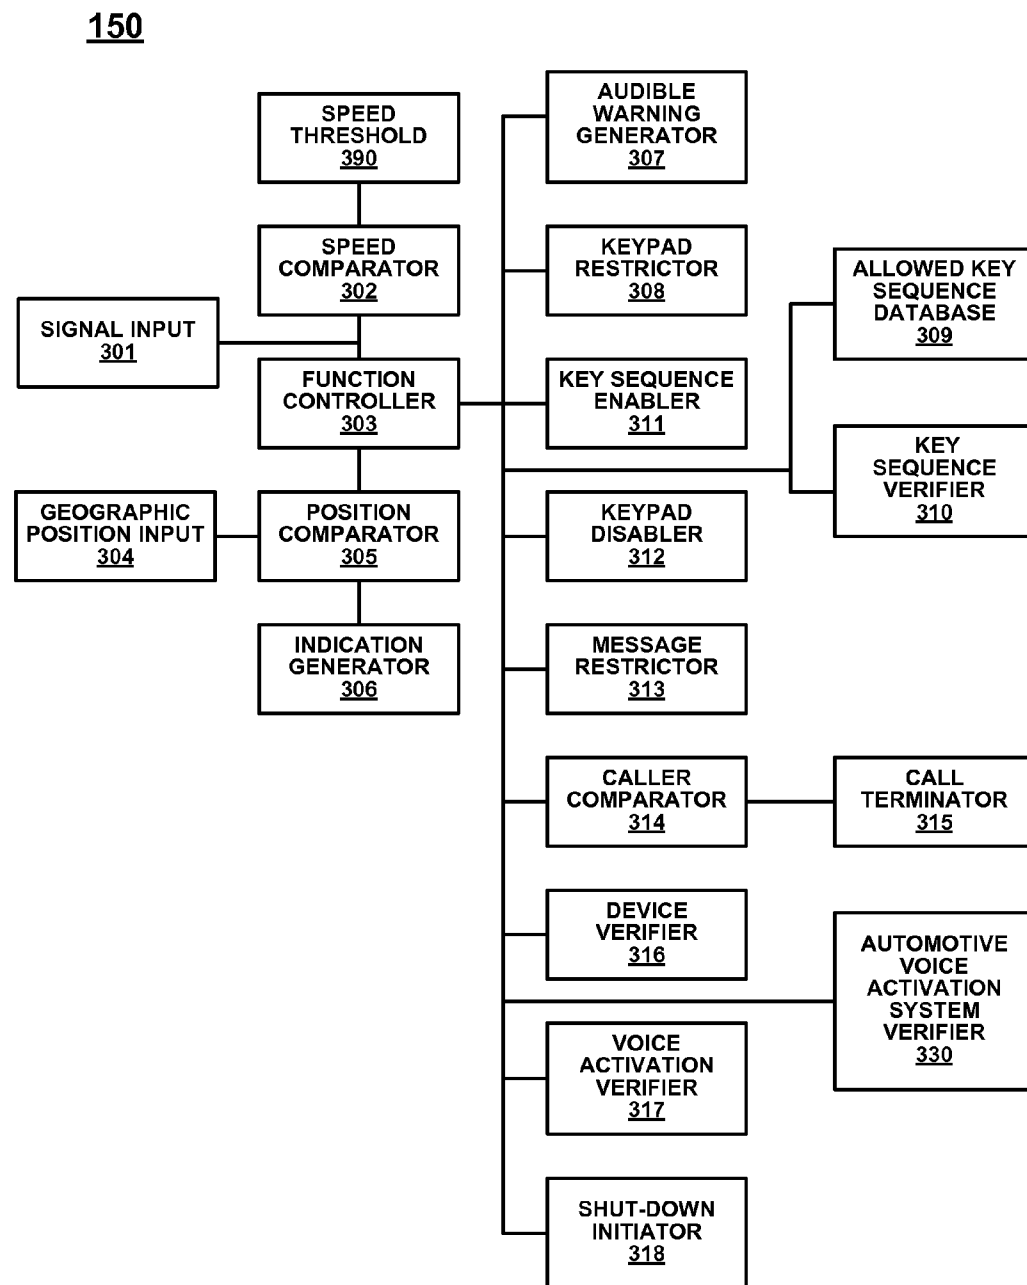 150
SPEED
THRESHOLD
390
SPEED
COMPARATOR
302
SIGNAL INPUT
301
FUNCTION
CONTROLLER
303
GEOGRAPHIC
POSITION INPUT
304
POSITION
COMPARATOR
305
INDICATION
GENERATOR
306
AUDIBLE
WARNING
GENERATOR
307
KEYPAD
RESTRICTOR
308
ALLOWED KEY
SEQUENCE
DATABASE
309
KEY SEQUENCE
ENABLER
311
KEY
SEQUENCE
VERIFIER
310
KEYPAD
DISABLER
312
MESSAGE
RESTRICTOR
313
CALLER
COMPARATOR
314
CALL
TERMINATOR
315
DEVICE
VERIFIER
316
AUTOMOTIVE
VOICE
ACTIVATION
SYSTEM
VERIFIER
330
VOICE
ACTIVATION
VERIFIER
317
SHUT-DOWN
INITIATOR
318